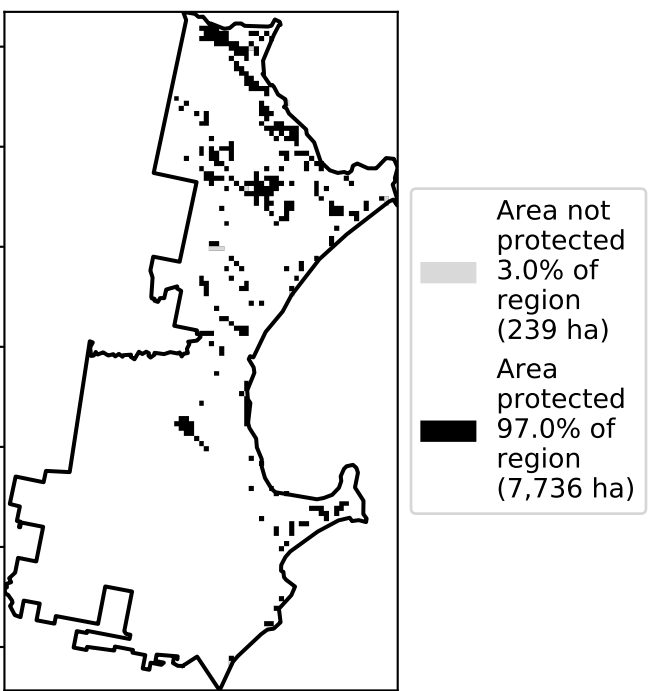 Area not
protected
3.0% of
region
(239 ha)
Area
protected
97.0% of
region
(7,736 ha)